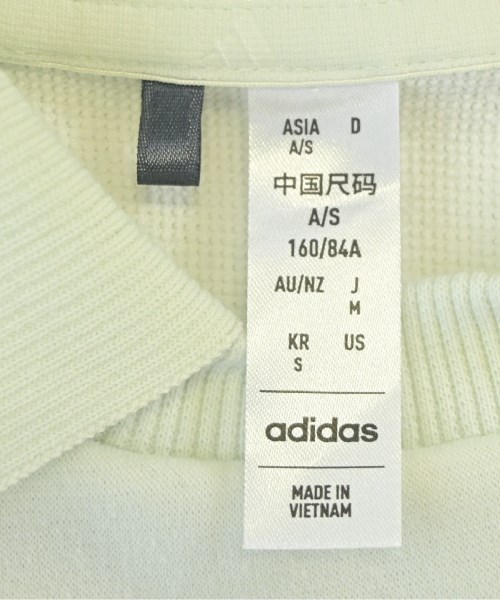 ASIA D
A/S
中国尺码
A/S
160/84A
AU/NZ J
M
KR US
S
adidas
MADE IN
VIETNAM